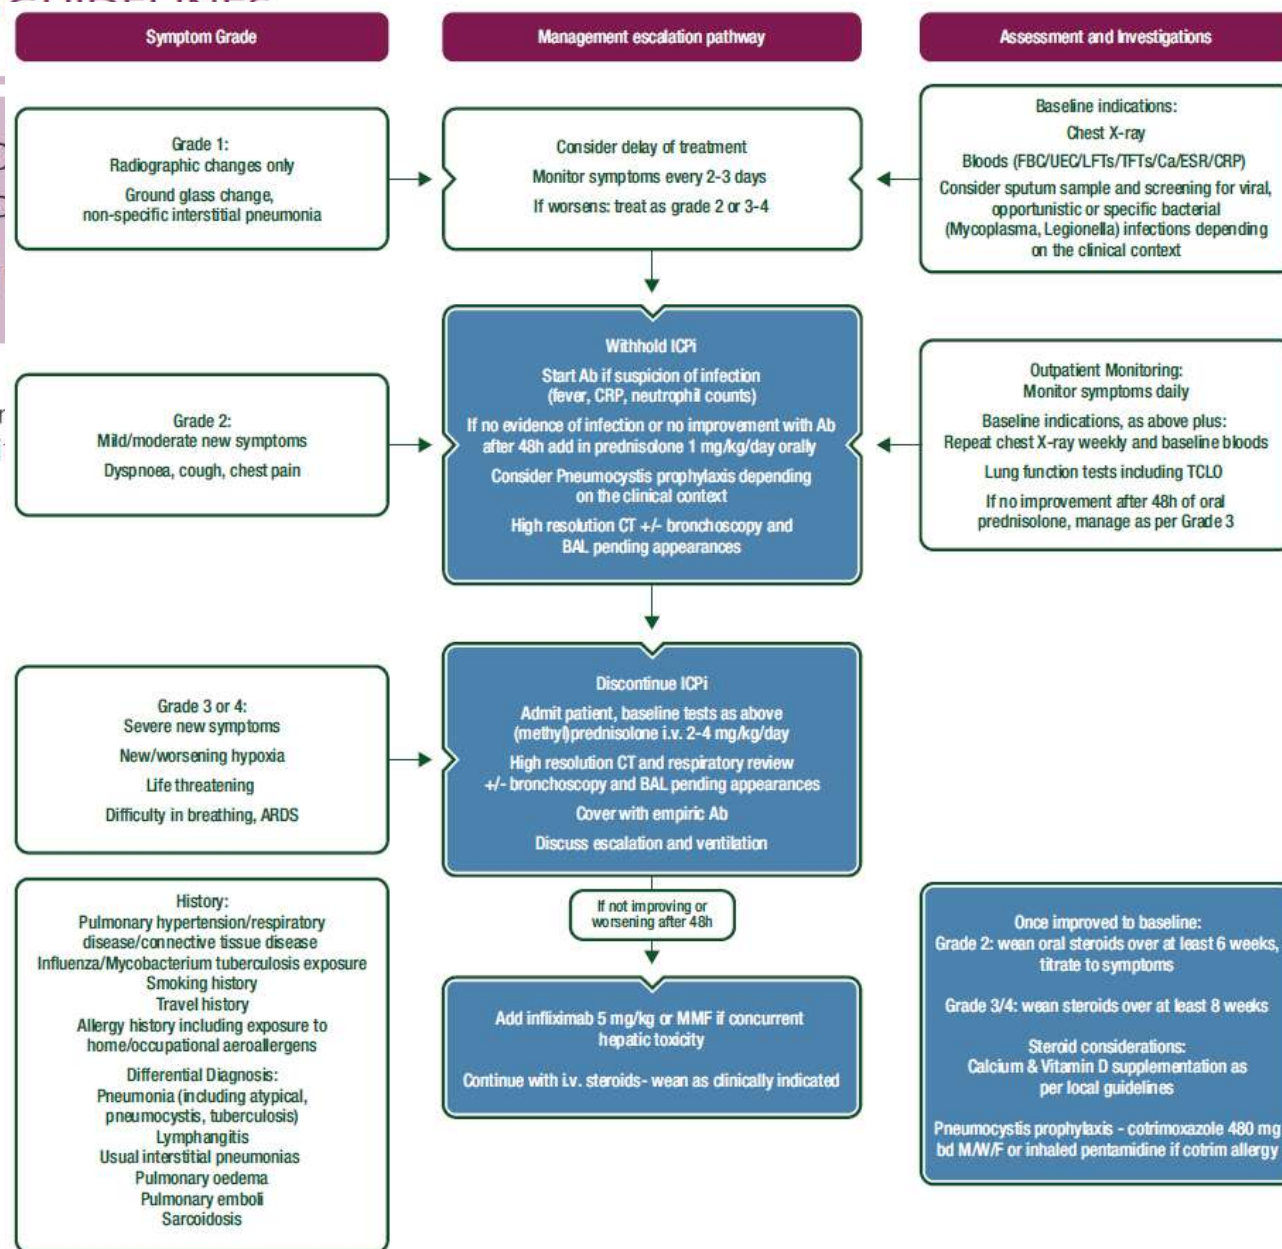 Symptom Grade
Management escalation pathway
Assessment and Investigations
Grade 1:
Radiographic changes only
Ground glass change,
non-specific interstitial pneumonia
Consider delay of treatment
Monitor symptoms every 2-3 days
If worsens: treat as grade 2 or 3-4
Baseline indications:
Chest X-ray
Bloods (FBC/UEC/LFTs/TFTs/Ca/ESR/CRP)
Consider sputum sample and screening for viral,
opportunistic or specific bacterial
(Mycoplasma, Legionella) infections depending
on the clinical context
Grade 2:
Mild/moderate new symptoms
Dyspnoea, cough, chest pain
Withhold ICPi
Start Ab if suspicion of infection
(fever, CRP, neutrophil counts)
If no evidence of infection or no improvement with Ab
after 48h add in prednisolone 1 mg/kg/day orally
Consider Pneumocystis prophylaxis depending
on the clinical context
High resolution CT +/- bronchoscopy and
BAL pending appearances
Outpatient Monitoring:
Monitor symptoms daily
Baseline indications, as above plus:
Repeat chest X-ray weekly and baseline bloods
Lung function tests including TCLO
If no improvement after 48h of oral
prednisolone, manage as per Grade 3
Grade 3 or 4:
Severe new symptoms
New/worsening hypoxia
Life threatening
Difficulty in breathing, ARDS
Discontinue ICPi
Admit patient, baseline tests as above
(methyl)prednisolone i.v. 2-4 mg/kg/day
High resolution CT and respiratory review
+/- bronchoscopy and BAL pending appearances
Cover with empiric Ab
Discuss escalation and ventilation
If not improving or
worsening after 48h
Add infliximab 5 mg/kg or MMF if concurrent
hepatic toxicity
Continue with i.v. steroids- wean as clinically indicated
History:
Pulmonary hypertension/respiratory
disease/connective tissue disease
Influenza/Mycobacterium tuberculosis exposure
Smoking history
Travel history
Allergy history including exposure to
home/occupational aeroallergens
Differential Diagnosis:
Pneumonia (including atypical,
pneumocystis, tuberculosis)
Lymphangitis
Usual interstitial pneumonias
Pulmonary oedema
Pulmonary emboli
Sarcoidosis
Once improved to baseline:
Grade 2: wean oral steroids over at least 6 weeks,
titrate to symptoms
Grade 3/4: wean steroids over at least 8 weeks
Steroid considerations:
Calcium & Vitamin D supplementation as
per local guidelines
Pneumocystis prophylaxis - cotrimoxazole 480 mg
bd M/W/F or inhaled pentamidine if cotrim allergy